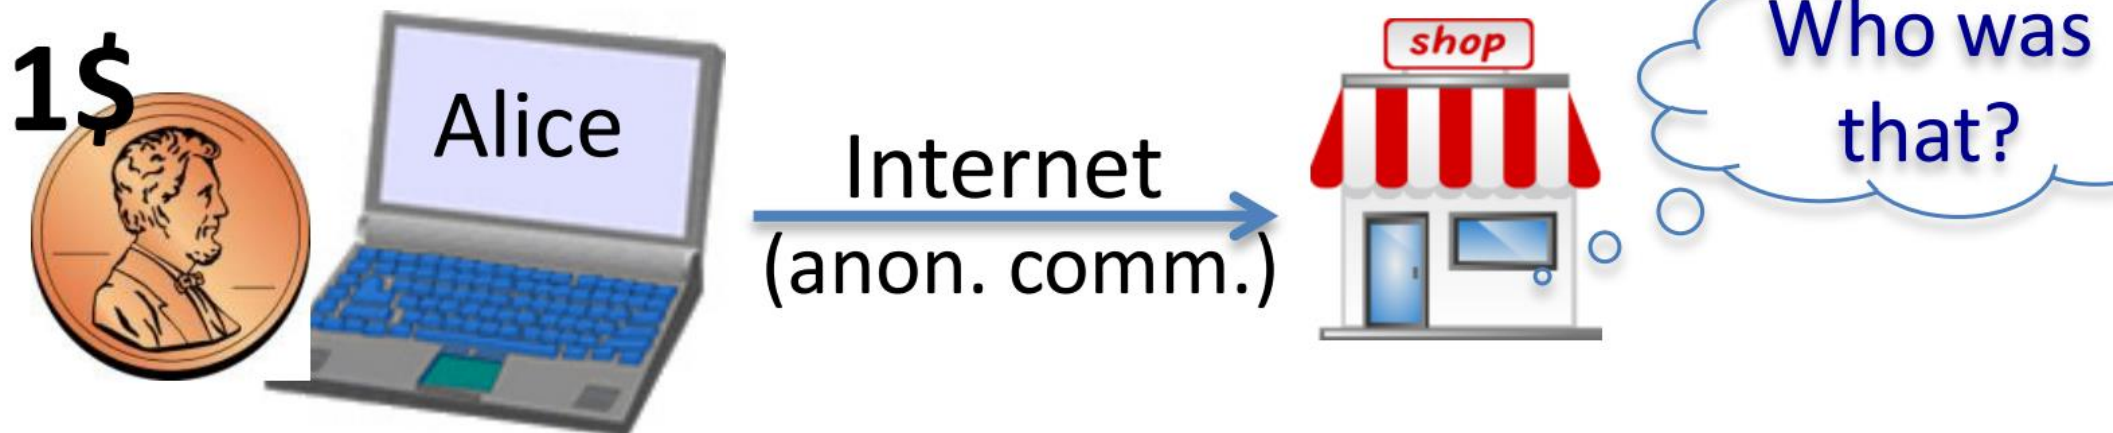 1$
Alice
Internet
(anon. comm.)
shop
Who was
that?